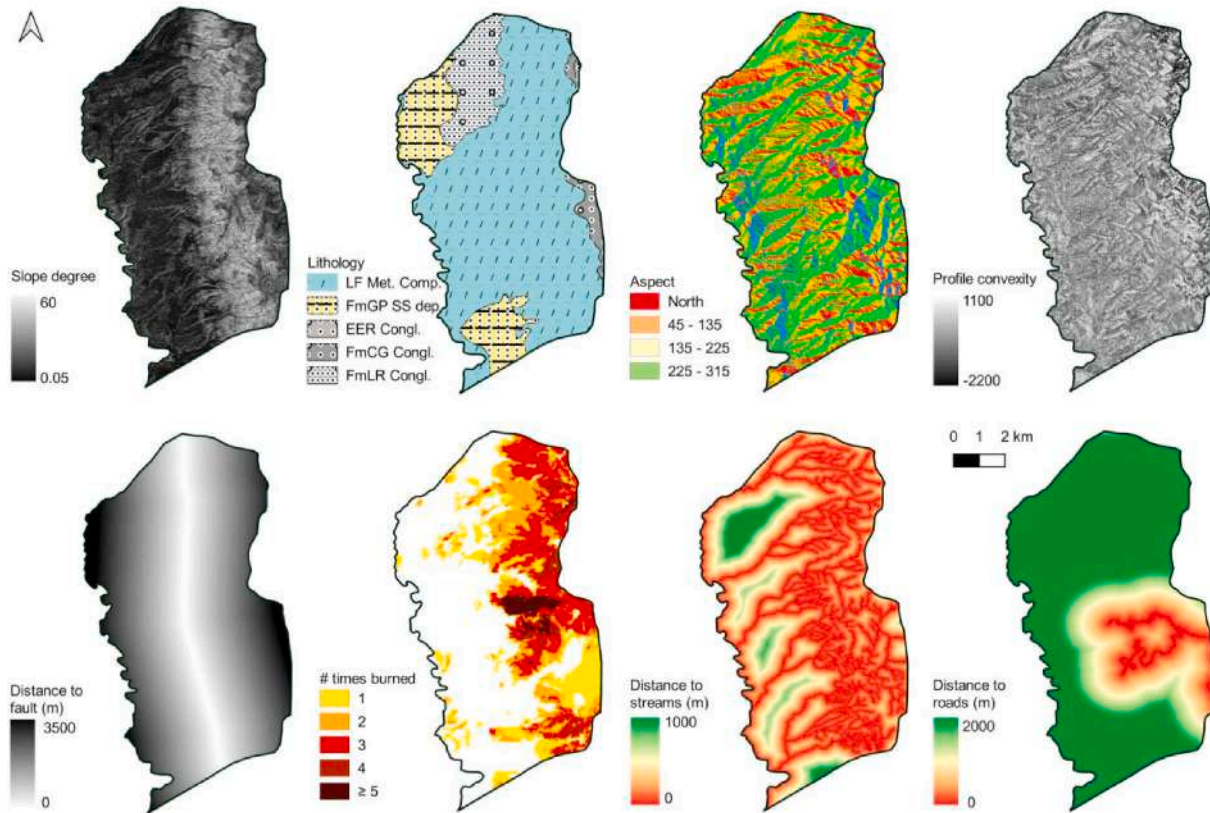 Slope degree
60
0.05
Lithology
LF Met. Comp.
FmGP SS dep.
EER Congl.
FmCG Congl.
FmLR Congl.
Aspect
North
45 - 135
135 - 225
225 - 315
Profile convexity
1100
-2200
Distance to
fault (m)
3500
0
# times burned
1
2
3
4
≥ 5
Distance to
streams (m)
1000
0
0 1 2 km
Distance to
roads (m)
2000
0